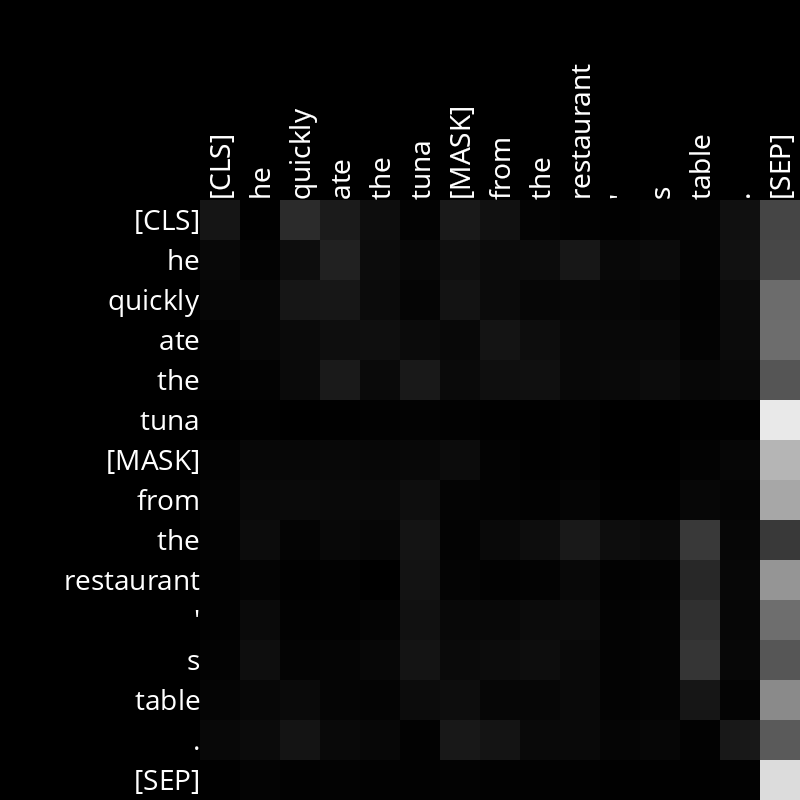 [CLS] he quickly ate the tuna [MASK] from the restaurant ' s table . [SEP]
[CLS]
he
quickly
ate
the
tuna
[MASK]
from
the
restaurant
'
s
table
.
[SEP]